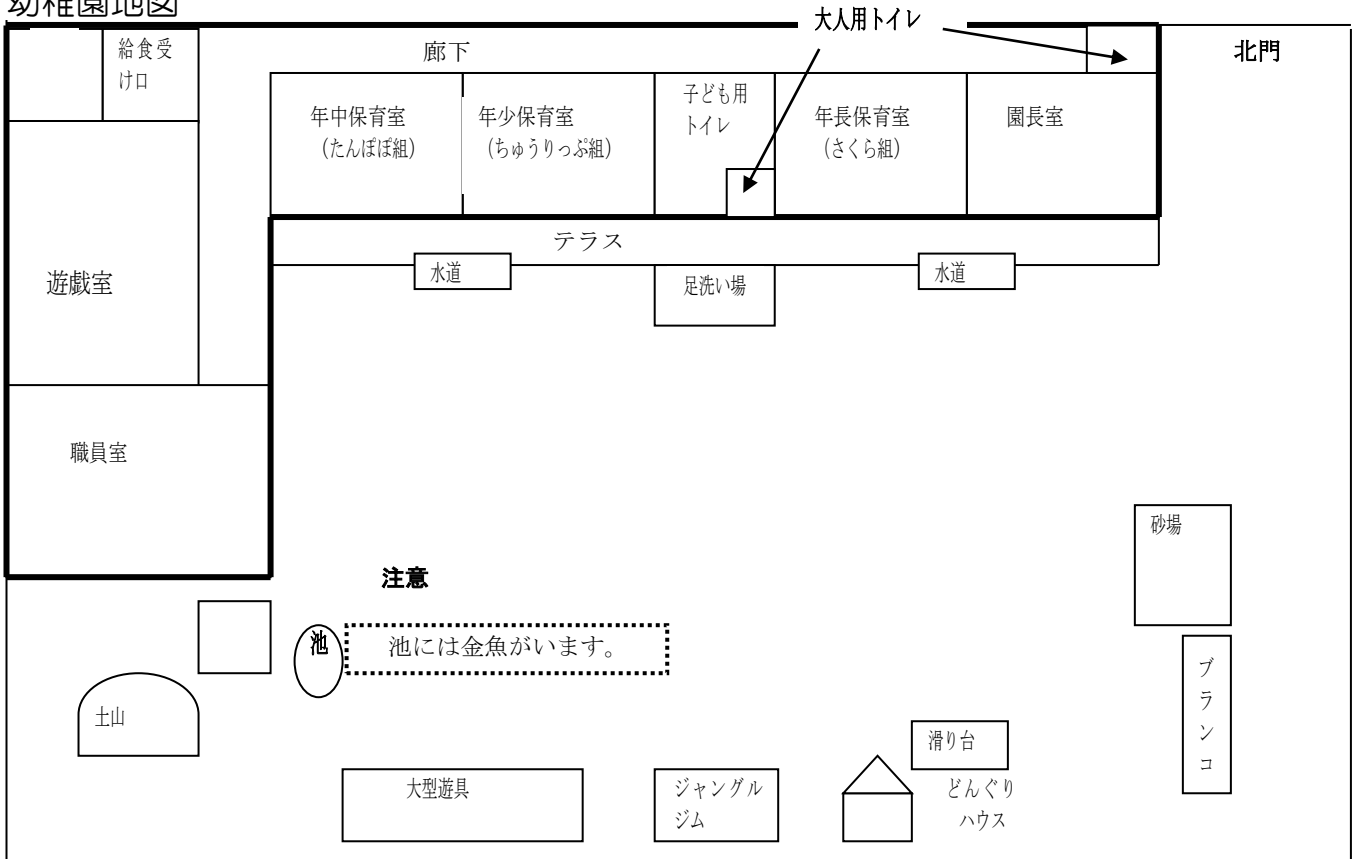 幼稚園地図
大人用トイレ
給食受
け口
廊下
北門
年中保育室
(たんぽぽ組)
年少保育室
(ちゅうりっぷ組)
子ども用
トイレ
年長保育室
(さくら組)
園長室
テラス
遊戯室
水道
足洗い場
水道
職員室
砂場
注意
池
池には金魚がいます。
ブランコ
土山
滑り台
大型遊具
ジャングル
ジム
どんぐり
ハウス